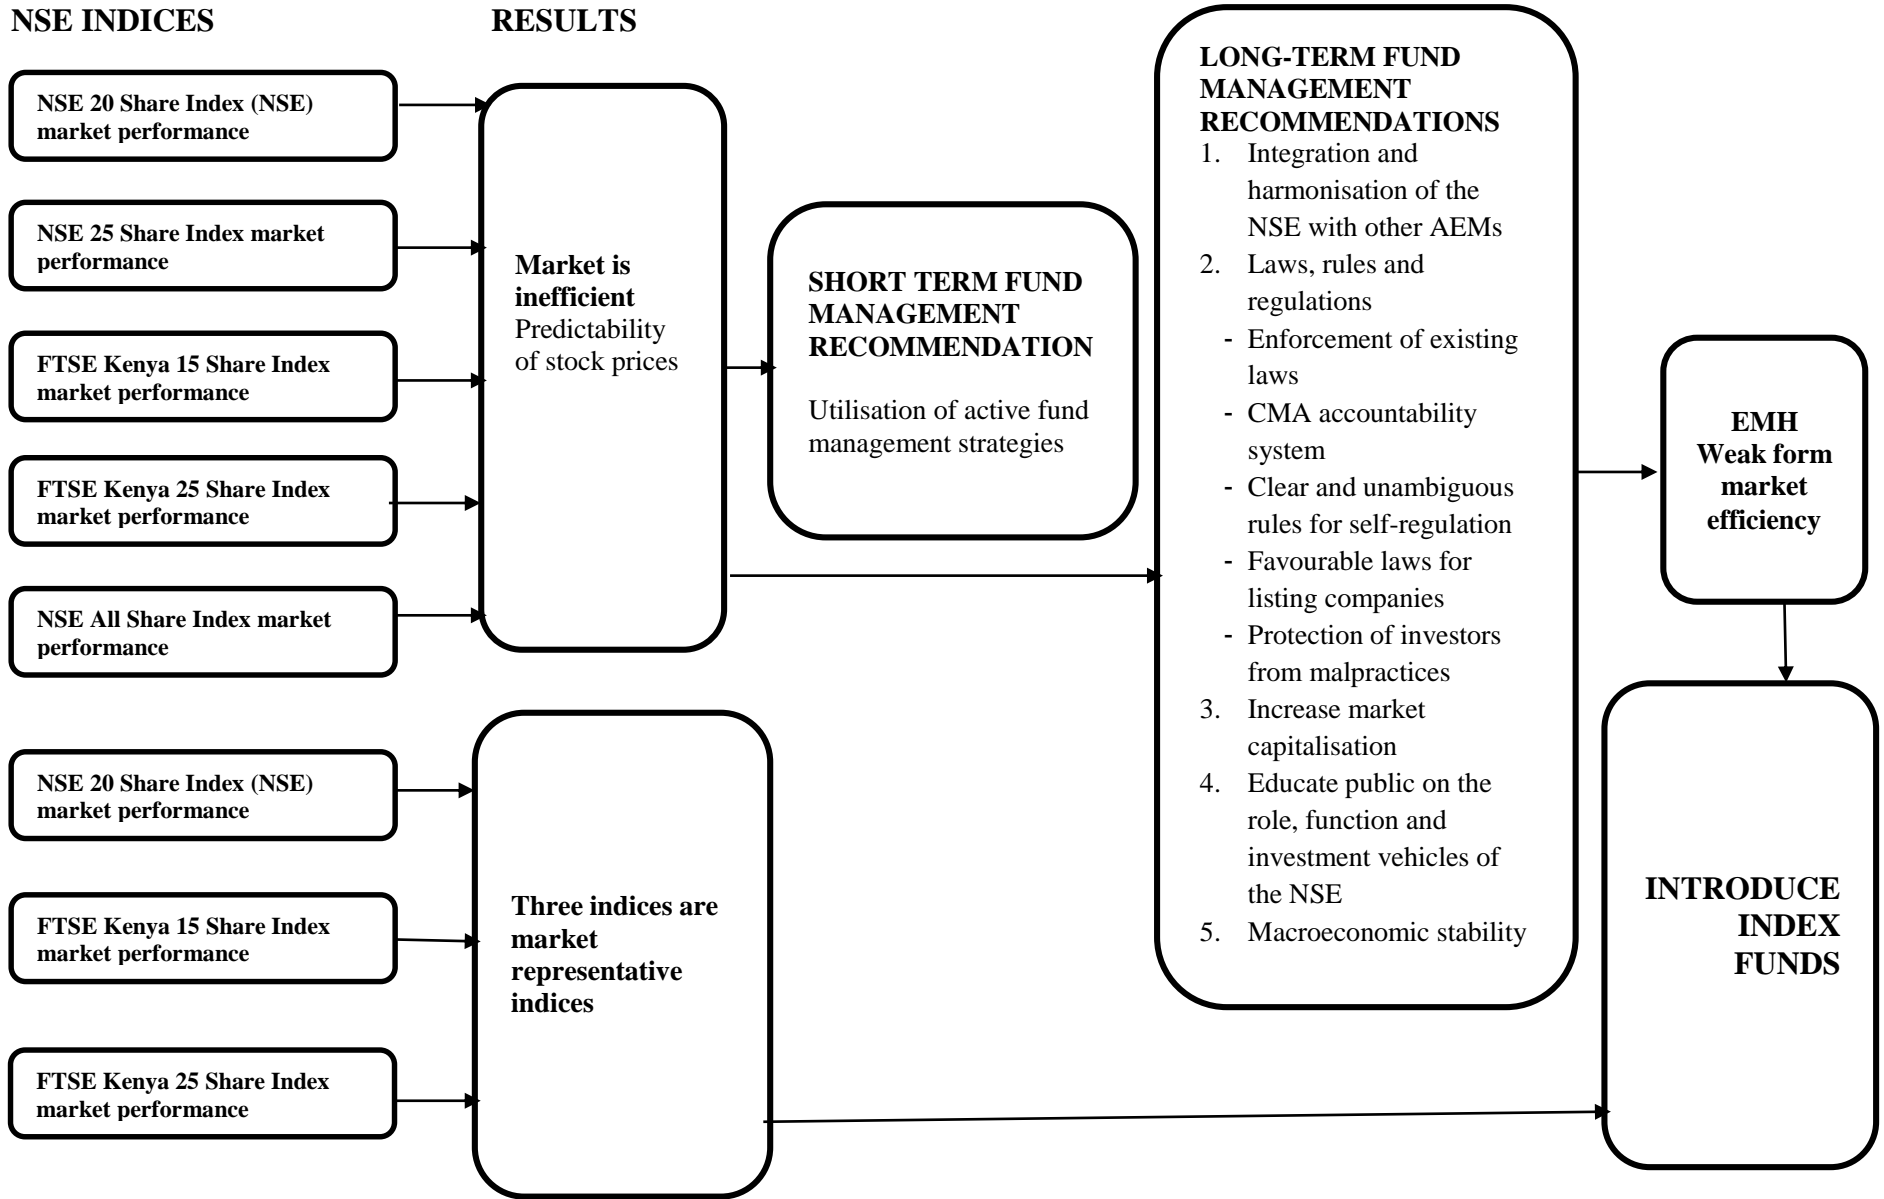 NSE INDICES
RESULTS
NSE 20 Share Index (NSE)
market performance
NSE 25 Share Index market
performance
FTSE Kenya 15 Share Index
market performance
FTSE Kenya 25 Share Index
market performance
NSE All Share Index market
performance
Market is
inefficient
Predictability
of stock prices
SHORT TERM FUND
MANAGEMENT
RECOMMENDATION
Utilisation of active fund
management strategies
LONG-TERM FUND
MANAGEMENT
RECOMMENDATIONS
1. Integration and
harmonisation of the
NSE with other AEMs
2. Laws, rules and
regulations
- Enforcement of existing
laws
- CMA accountability
system
- Clear and unambiguous
rules for self-regulation
- Favourable laws for
listing companies
- Protection of investors
from malpractices
3. Increase market
capitalisation
4. Educate public on the
role, function and
investment vehicles of
the NSE
5. Macroeconomic stability
EMH
Weak form
market
efficiency
NSE 20 Share Index (NSE)
market performance
FTSE Kenya 15 Share Index
market performance
FTSE Kenya 25 Share Index
market performance
Three indices are
market
representative
indices
INTRODUCE
INDEX
FUNDS